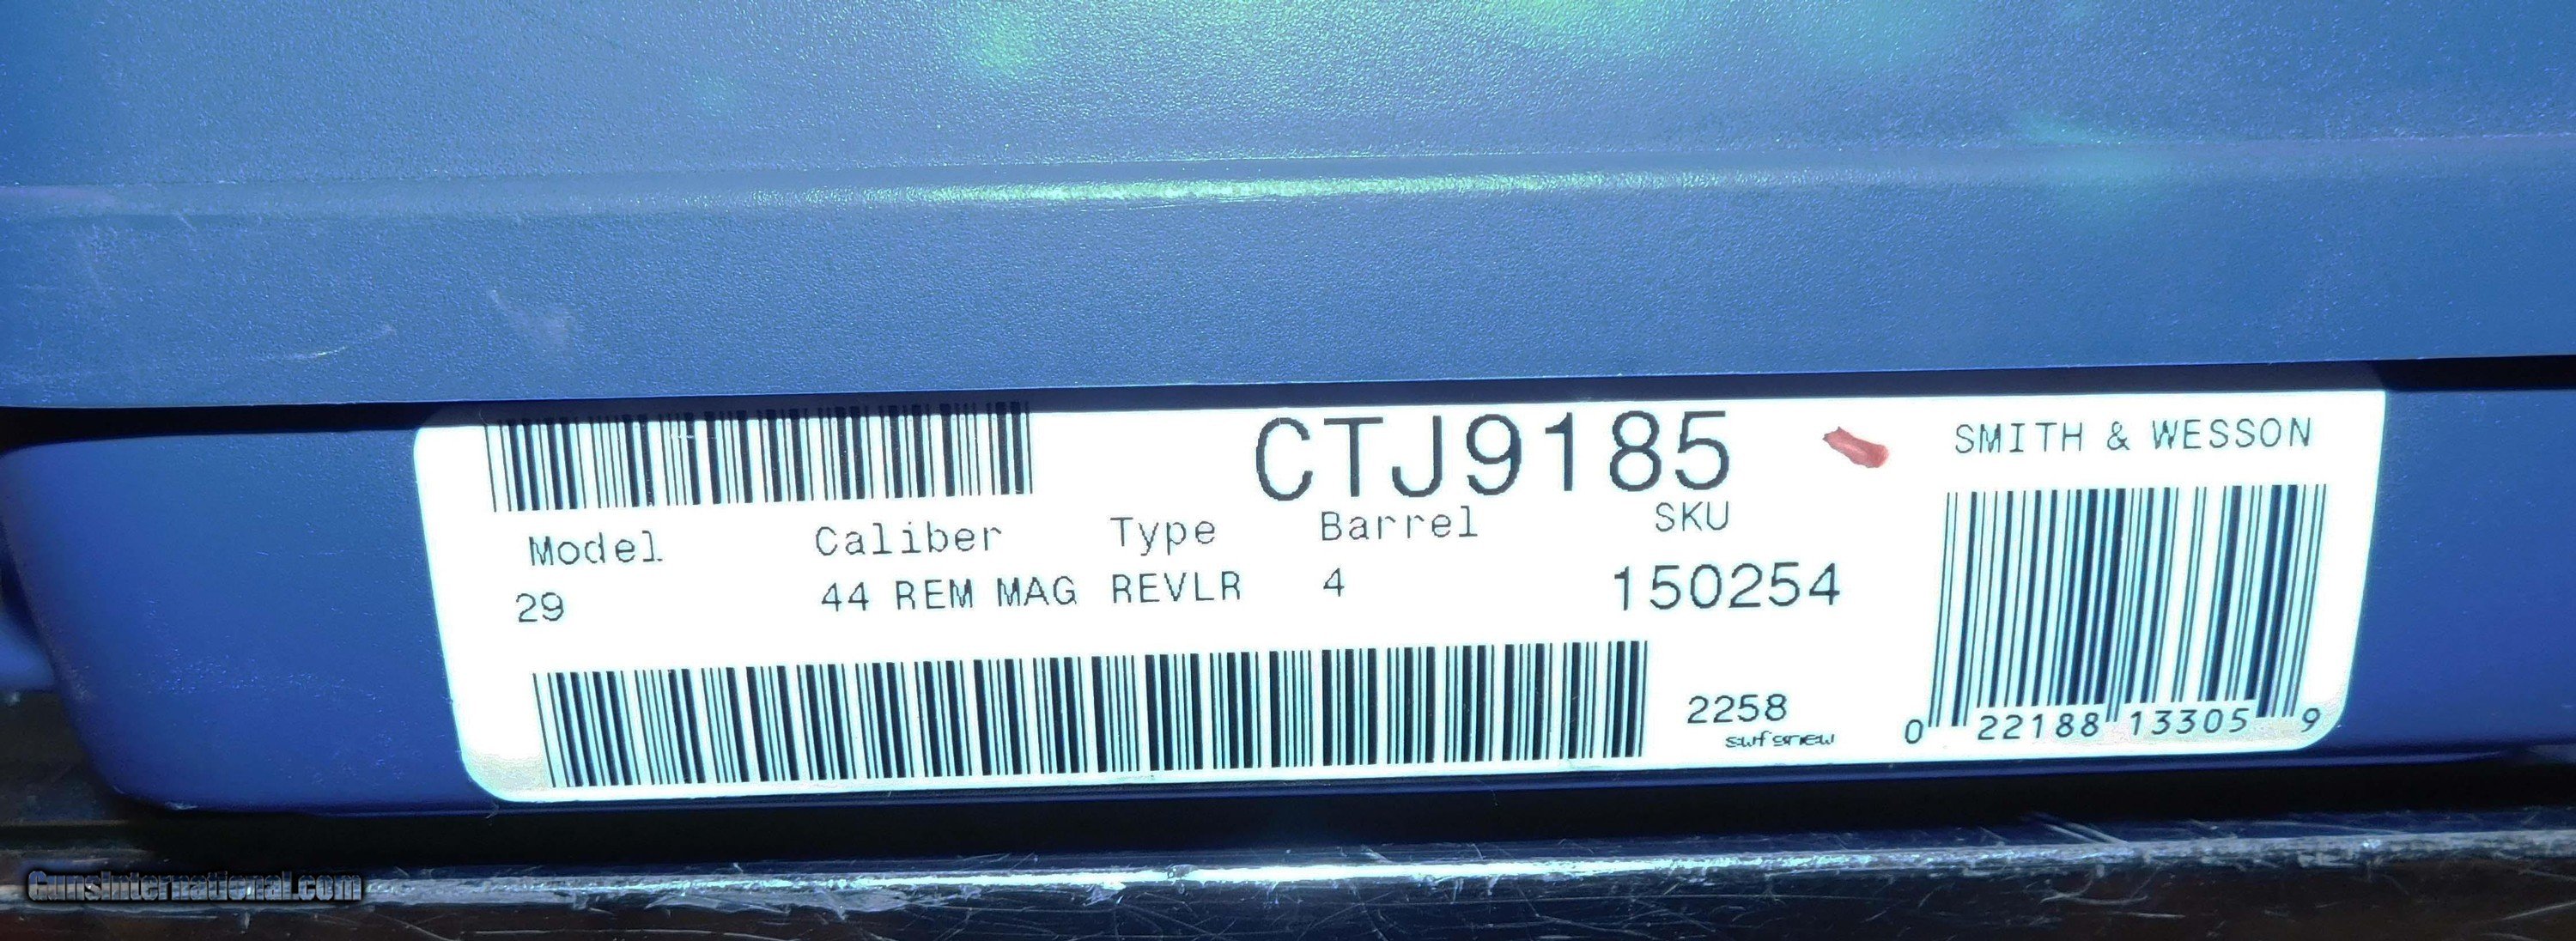 CTJ9185
SMITH & WESSON
Model Caliber Type Barrel SKU
29 44 REM MAG REVLR 4 150254
2258
swfsnew
0 22188 13305 9
GunsInternational.com